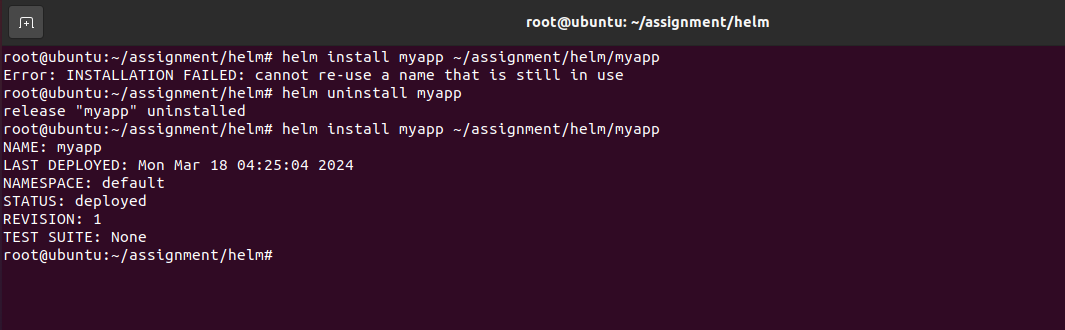 root@ubuntu: ~/assignment/helm
root@ubuntu:~/assignment/helm# helm install myapp ~/assignment/helm/myapp
Error: INSTALLATION FAILED: cannot re-use a name that is still in use
root@ubuntu:~/assignment/helm# helm uninstall myapp
release "myapp" uninstalled
root@ubuntu:~/assignment/helm# helm install myapp ~/assignment/helm/myapp
NAME: myapp
LAST DEPLOYED: Mon Mar 18 04:25:04 2024
NAMESPACE: default
STATUS: deployed
REVISION: 1
TEST SUITE: None
root@ubuntu:~/assignment/helm#